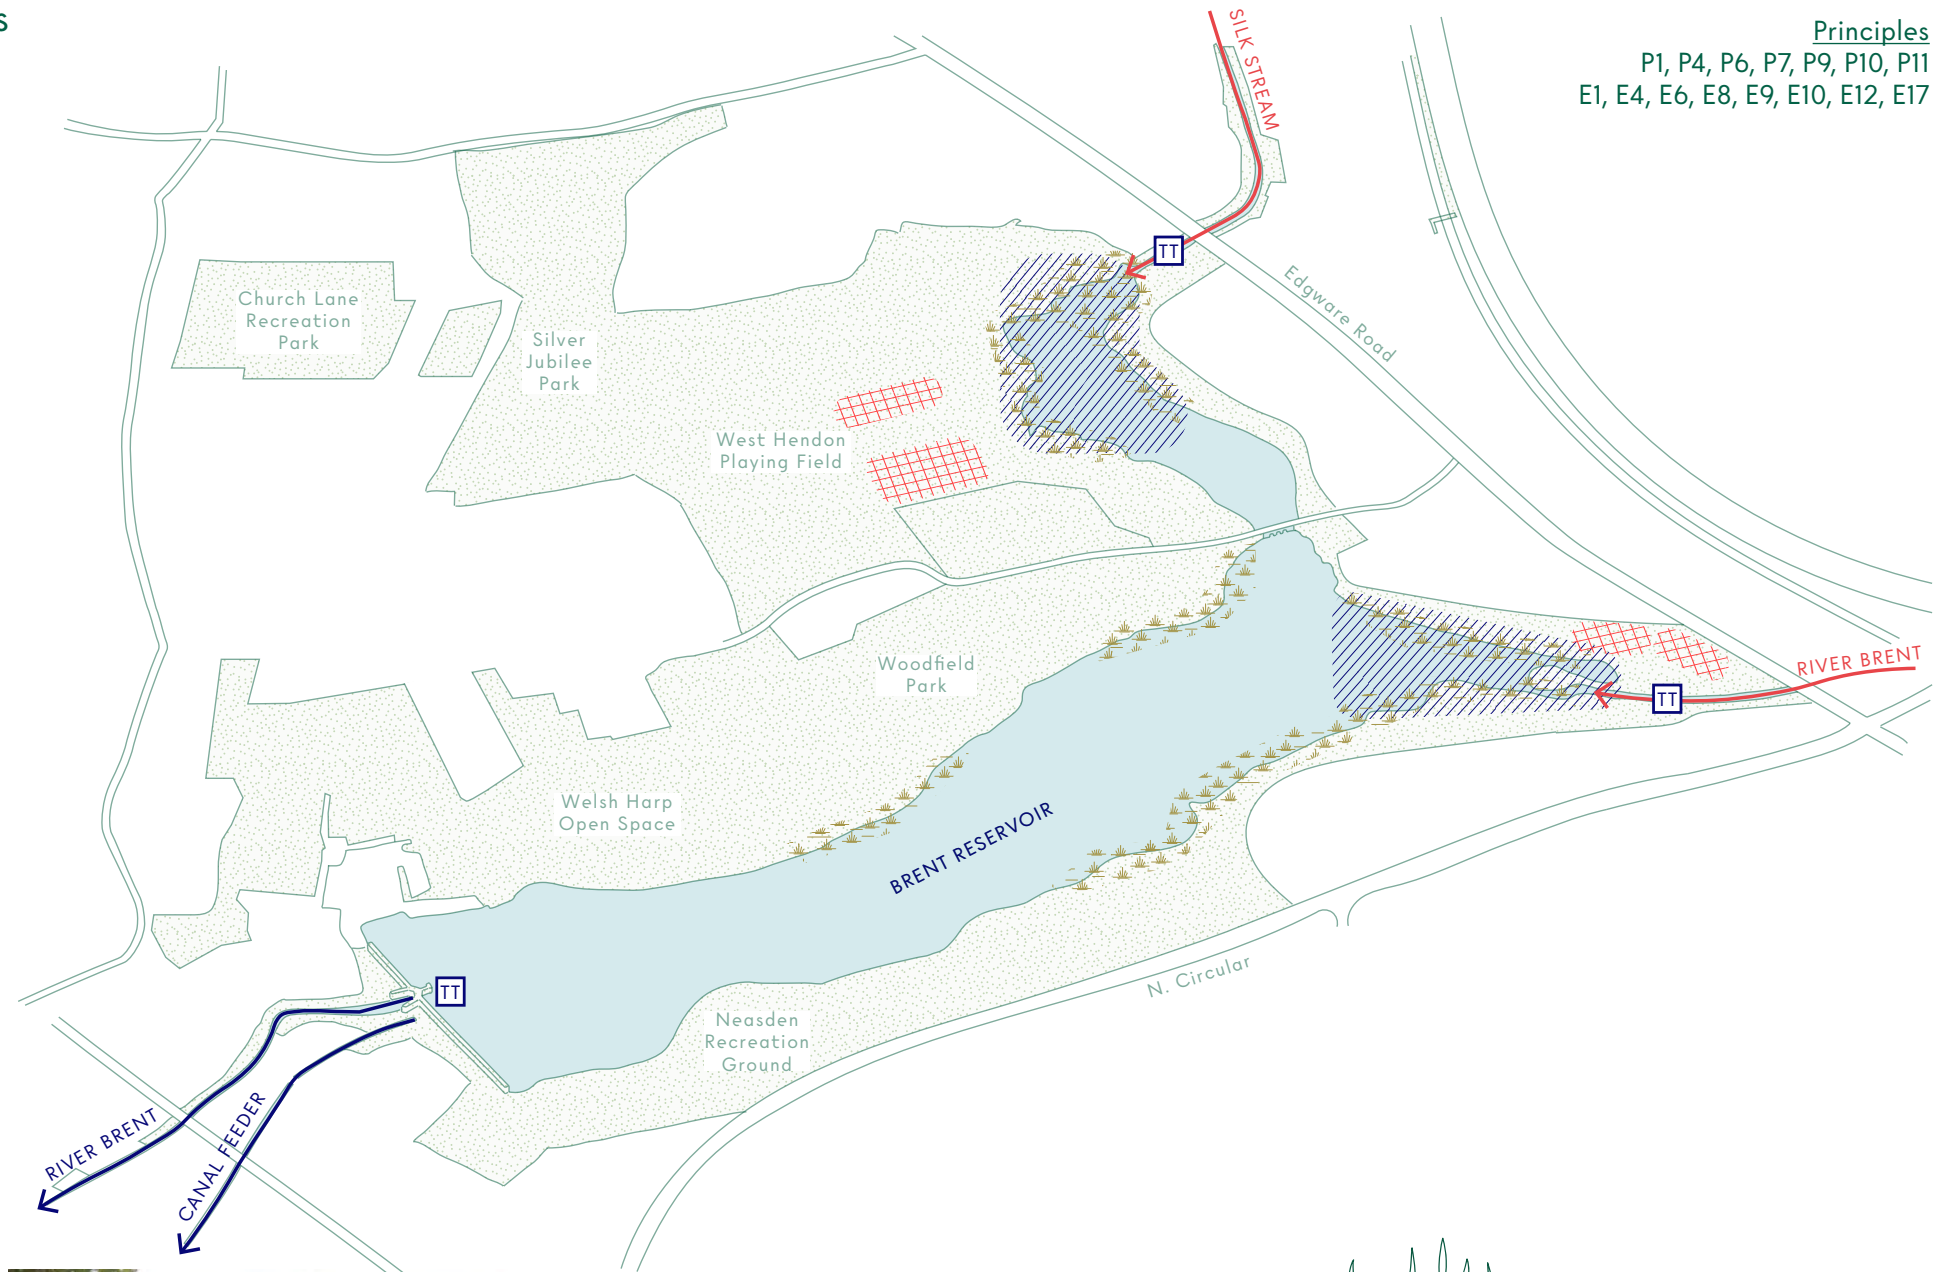 S
Principles
P1, P4, P6, P7, P9, P10, P11
E1, E4, E6, E8, E9, E10, E12, E17
SILK STREAM
TT
Edgware Road
Church Lane
Recreation
Park
Silver
Jubilee
Park
West Hendon
Playing Field
Woodfield
Park
RIVER BRENT
TT
Welsh Harp
Open Space
BRENT RESERVOIR
N. Circular
TT
Neasden
Recreation
Ground
RIVER BRENT
CANAL FEEDER